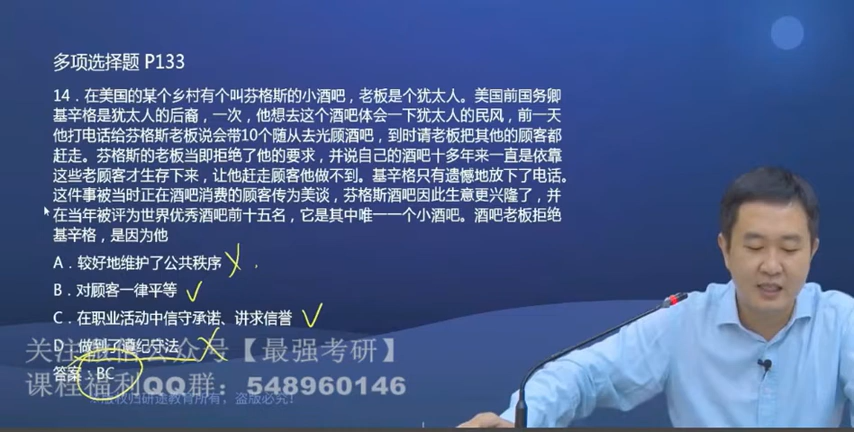 多项选择题 P133
14．在美国的某个乡村有个叫芬格斯的小酒吧，老板是个犹太人。美国前国务卿
基辛格是犹太人的后裔，一次，他想去这个酒吧体会一下犹太人的民风，前一天
他打电话给芬格斯老板说会带10个随从去光顾酒吧，到时请老板把其他的顾客都
赶走。芬格斯的老板当即拒绝了他的要求，并说自己的酒吧十多年来一直是依靠
这些老顾客才生存下来，让他赶走顾客他做不到。基辛格只有遗憾地放下了电话。
这件事被当时正在酒吧消费的顾客传为美谈，芬格斯酒吧因此生意更兴隆了，并
在当年被评为世界优秀酒吧前十五名，它是其中唯一一个小酒吧。酒吧老板拒绝
基辛格，是因为他
A．较好地维护了公共秩序
B．对顾客一律平等
C．在职业活动中信守承诺、讲求信誉
D．做到了遵纪守法
关注 公众号【最强考研】
答案：BC
课程福利QQ群：548960146
版权归研途教育所有，盗版必究！